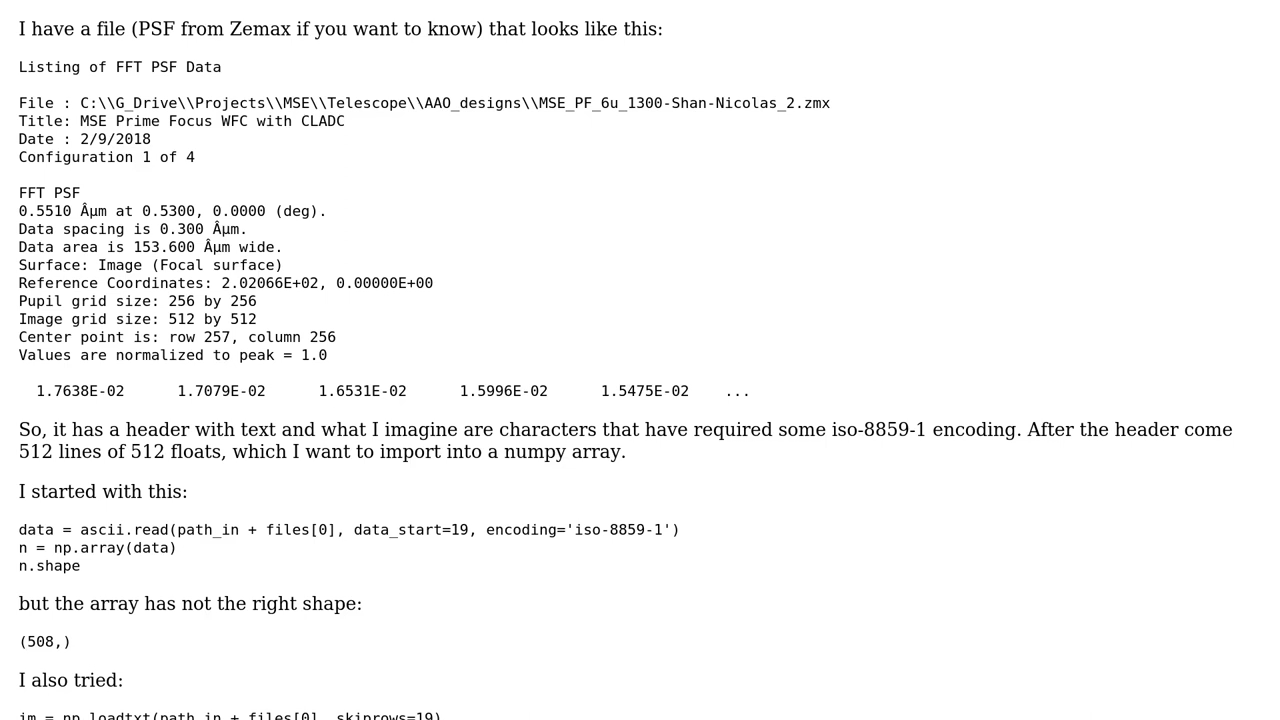 I have a file (PSF from Zemax if you want to know) that looks like this:
Listing of FFT PSF Data
File : C:\\G_Drive\\Projects\\MSE\\Telescope\\AAO_designs\\MSE_PF_6u_1300-Shan-Nicolas_2.zmx
Title: MSE Prime Focus WFC with CLADC
Date : 2/9/2018
Configuration 1 of 4
FFT PSF
0.5510 Âµm at 0.5300, 0.0000 (deg).
Data spacing is 0.300 Âµm.
Data area is 153.600 Âµm wide.
Surface: Image (Focal surface)
Reference Coordinates: 2.02066E+02, 0.00000E+00
Pupil grid size: 256 by 256
Image grid size: 512 by 512
Center point is: row 257, column 256
Values are normalized to peak = 1.0
1.7638E-02      1.7079E-02      1.6531E-02      1.5996E-02      1.5475E-02    ...
So, it has a header with text and what I imagine are characters that have required some iso-8859-1 encoding. After the header come
512 lines of 512 floats, which I want to import into a numpy array.
I started with this:
data = ascii.read(path_in + files[0], data_start=19, encoding='iso-8859-1')
n = np.array(data)
n.shape
but the array has not the right shape:
(508,)
I also tried:
im = np.loadtxt(path_in + files[0], skiprows=19)